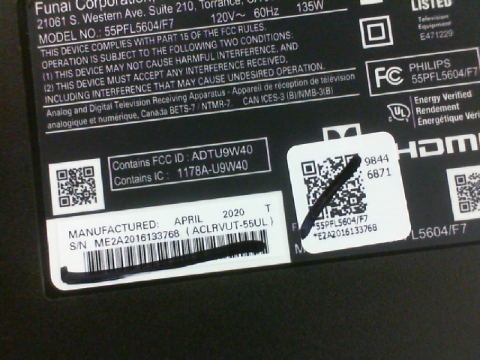 Funai Corporation,
21061 S. Western Ave. Suite 210, Torrance,
MODEL NO.: 55PFL5604/F7 120V~ 60Hz 135W
THIS DEVICE COMPLIES WITH PART 15 OF THE FCC RULES.
OPERATION IS SUBJECT TO THE FOLLOWING TWO CONDITIONS:
(1) THIS DEVICE MAY NOT CAUSE HARMFUL INTERFERENCE, AND
(2) THIS DEVICE MUST ACCEPT ANY INTERFERENCE RECEIVED,
INCLUDING INTERFERENCE THAT MAY CAUSE UNDESIRED OPERATION.
Analog and Digital Television Receiving Apparatus - Appareil de réception de télévision
analogique et numérique, Canada BETS-7 / NTMR-7. CAN ICES-3 (B)/NMB-3(B)
LISTED
Television
Equipment
E471229
FC
PHILIPS
55PFL5604/F7
UL
Energy Verified
Rendement
Énergétique
HDMI
Contains FCC ID : ADTU9W40
Contains IC : 1178A-U9W40
MANUFACTURED: APRIL 2020 T
S/N ME2A2016133768 (ACLRVUT-55UL)
9844
6871
55PFL5604/F7
*E2A2016133768
L5604/F7